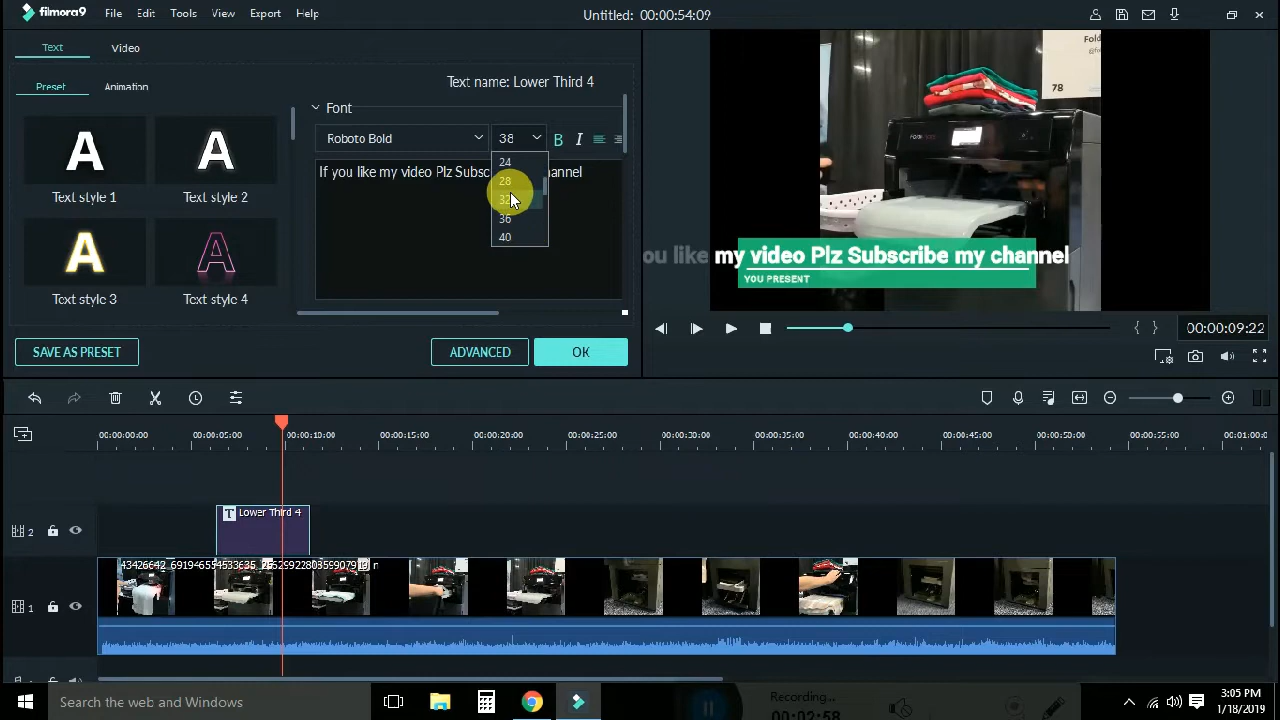 filmora9 File Edit Tools View Export Help Untitled: 00:00:54:09
Text Video
Preset Animation
Text name: Lower Third 4
Font
Roboto Bold 38 B I
24
28
32
36
40
If you like my video Plz Subsc hannel
A A
Text style 1 Text style 2
A A
Text style 3 Text style 4
SAVE AS PRESET ADVANCED OK
78
ou like my video Plz Subscribe my channel
YOU PRESENT
{ } 00:00:09:22
00:00:00:00 00:00:05:00 00:00:10:00 00:00:15:00 00:00:20:00 00:00:25:00 00:00:30:00 00:00:35:00 00:00:40:00 00:00:45:00 00:00:50:00 00:00:55:00 00:01:00:
2 T Lower Third 4
1
Search the web and Windows
Recording...
00:02:58
3:05 PM
1/18/2019